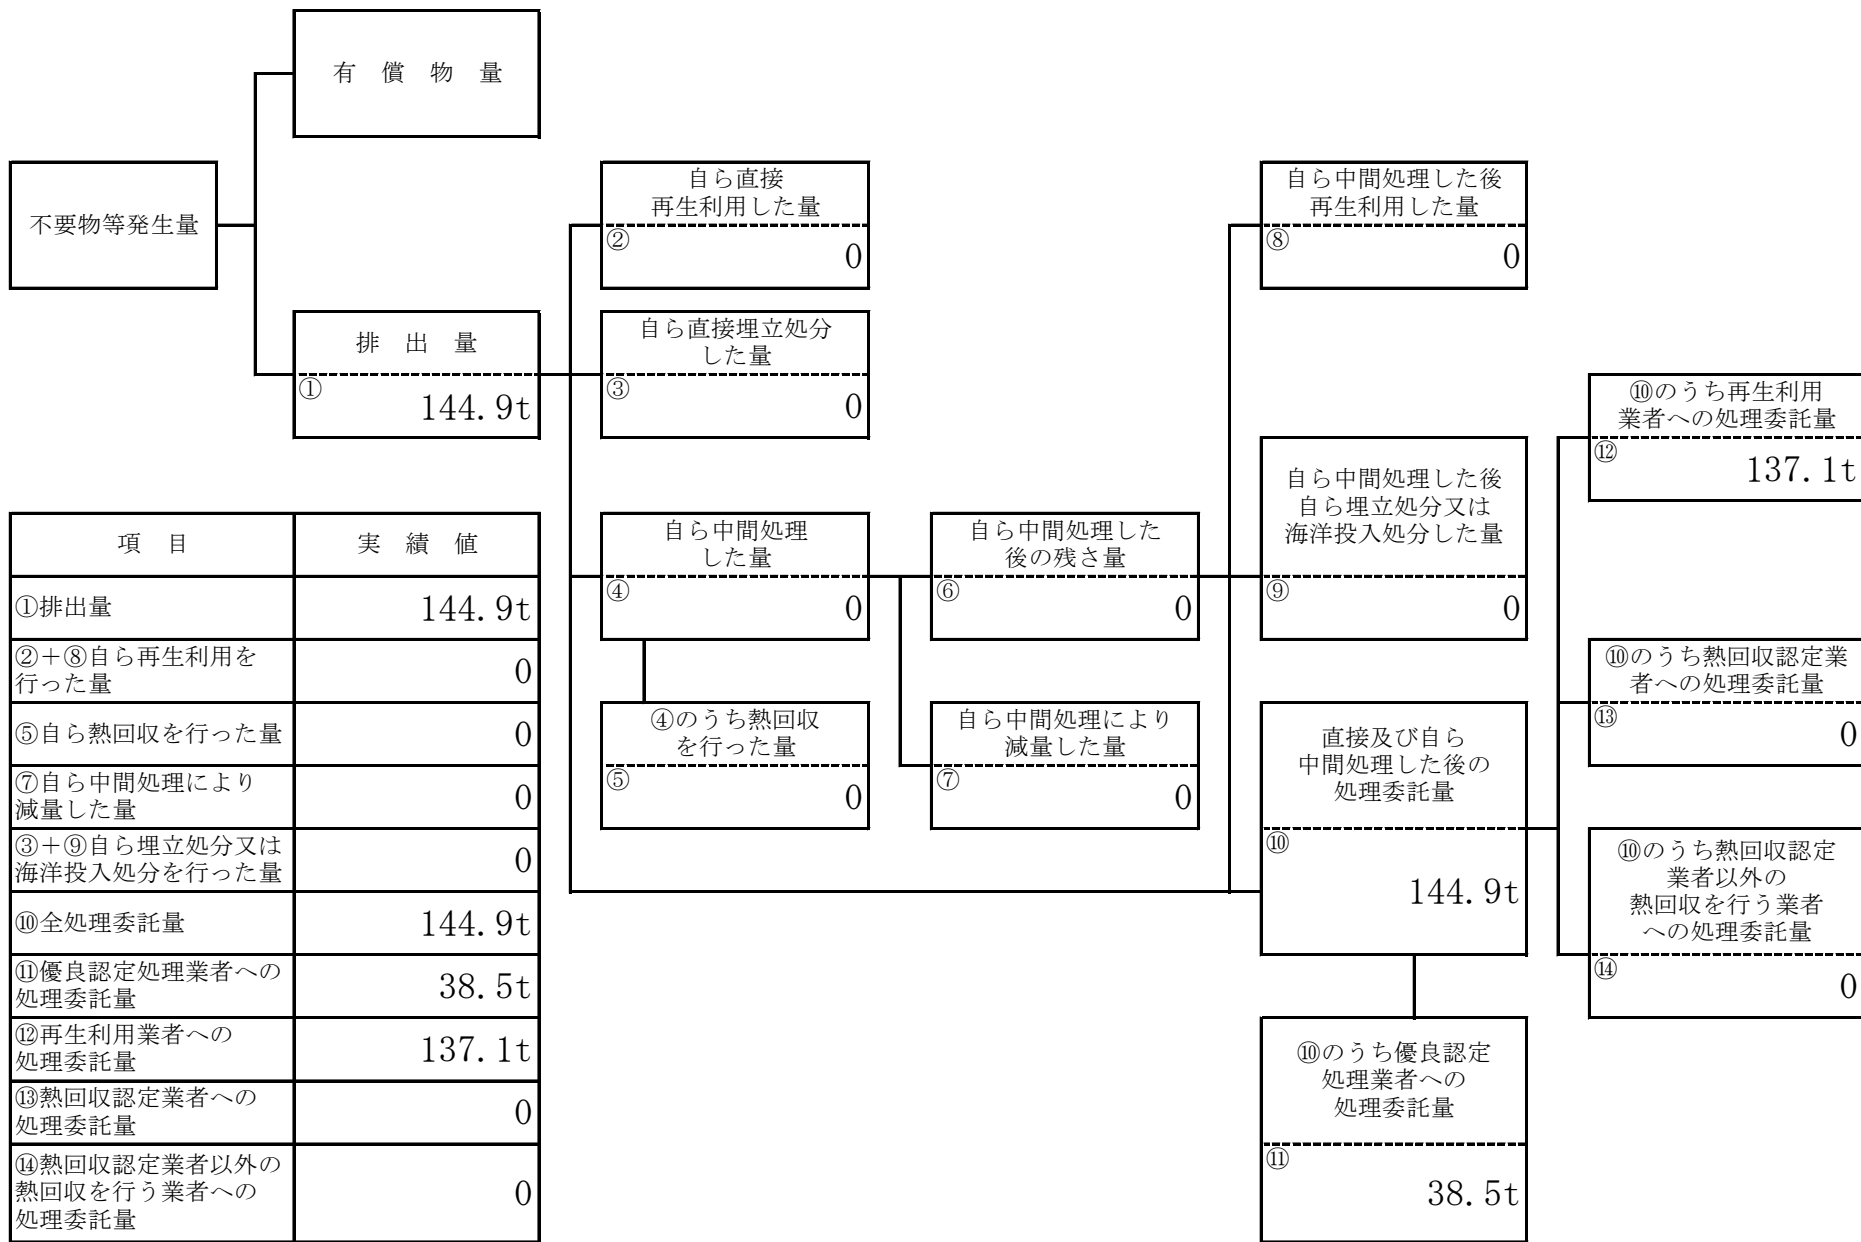 有　償　物　量
不要物等発生量
排　出　量
①
144.9t
自ら直接
再生利用した量
②
0
自ら直接埋立処分
した量
③
0
自ら中間処理
した量
④
0
④のうち熱回収
を行った量
⑤
0
自ら中間処理した
後の残さ量
⑥
0
自ら中間処理により
減量した量
⑦
0
自ら中間処理した後
再生利用した量
⑧
0
自ら中間処理した後
自ら埋立処分又は
海洋投入処分した量
⑨
0
直接及び自ら
中間処理した後の
処理委託量
⑩
144.9t
⑩のうち優良認定
処理業者への
処理委託量
⑪
38.5t
⑩のうち再生利用
業者への処理委託量
⑫
137.1t
⑩のうち熱回収認定業
者への処理委託量
⑬
0
⑩のうち熱回収認定
業者以外の
熱回収を行う業者
への処理委託量
⑭
0
項　目　実　績　値
①排出量　144.9t
②＋⑧自ら再生利用を
行った量　0
⑤自ら熱回収を行った量　0
⑦自ら中間処理により
減量した量　0
③＋⑨自ら埋立処分又は
海洋投入処分を行った量　0
⑩全処理委託量　144.9t
⑪優良認定処理業者への
処理委託量　38.5t
⑫再生利用業者への
処理委託量　137.1t
⑬熱回収認定業者への
処理委託量　0
⑭熱回収認定業者以外の
熱回収を行う業者への
処理委託量　0